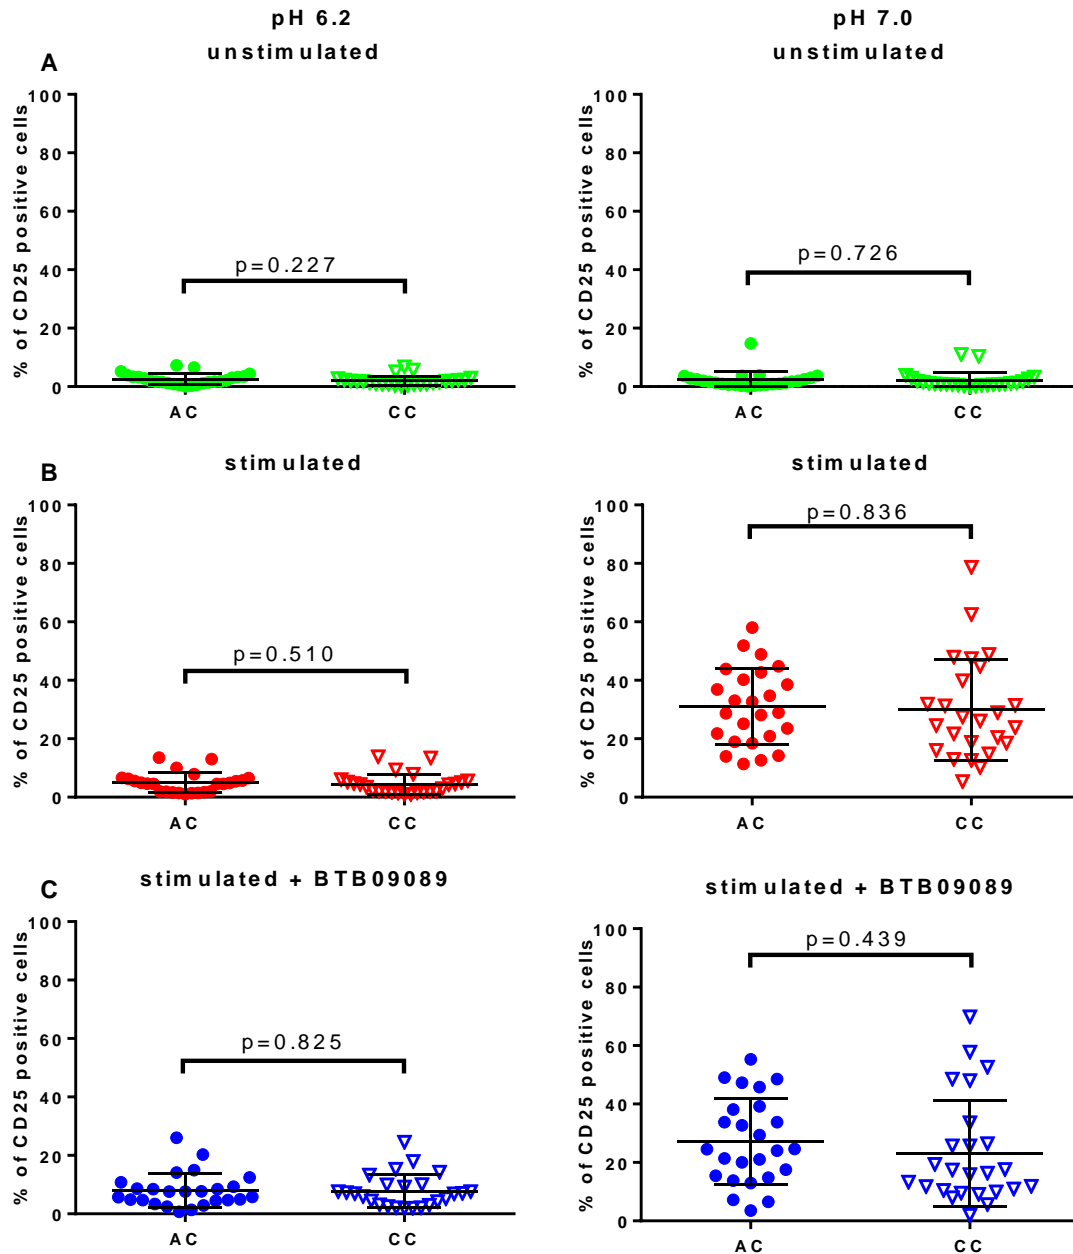 pH 6.2
unstimulated
pH 7.0
unstimulated
A
% of CD25 positive cells
100
80
60
40
20
0
p=0.227
AC
CC
% of CD25 positive cells
100
80
60
40
20
0
p=0.726
AC
CC
B
stimulated
% of CD25 positive cells
100
80
60
40
20
0
p=0.510
AC
CC
stimulated
% of CD25 positive cells
100
80
60
40
20
0
p=0.836
AC
CC
C
stimulated + BTB09089
% of CD25 positive cells
100
80
60
40
20
0
p=0.825
AC
CC
stimulated + BTB09089
% of CD25 positive cells
100
80
60
40
20
0
p=0.439
AC
CC